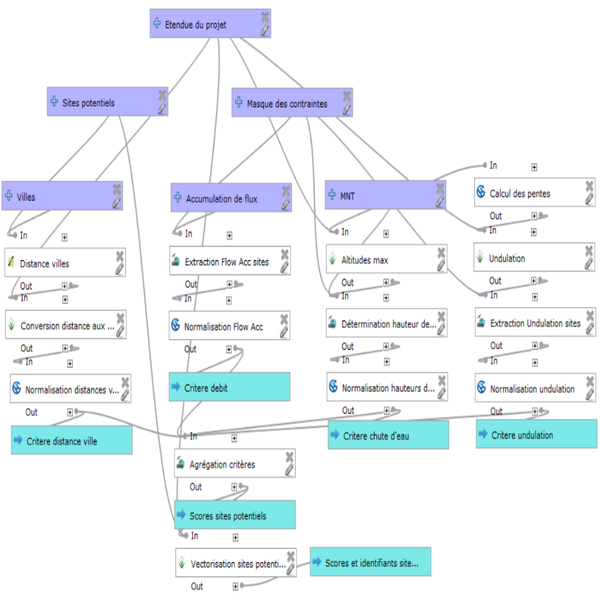 Etendue du projet
Sites potentiels
Masque des contraintes
Villes
Accumulation de flux
MNT
In
Calcul des pentes
Out
In
In
In
In
Distance villes
Extraction Flow Acc sites
Altitudes max
Undulation
Out
Out
Out
Out
In
In
In
In
Conversion distance aux ...
Normalisation Flow Acc
Détermination hauteur de...
Extraction Undulation sites
Out
Out
Out
Out
In
In
In
Normalisation distances v...
Critere debit
Normalisation hauteurs d...
Normalisation undulation
Out
Out
Out
Critere distance ville
In
Critere chute d'eau
Critere undulation
Agrégation critères
Out
Scores sites potentiels
In
Vectorisation sites potenti...
Scores et identifiants site...
Out